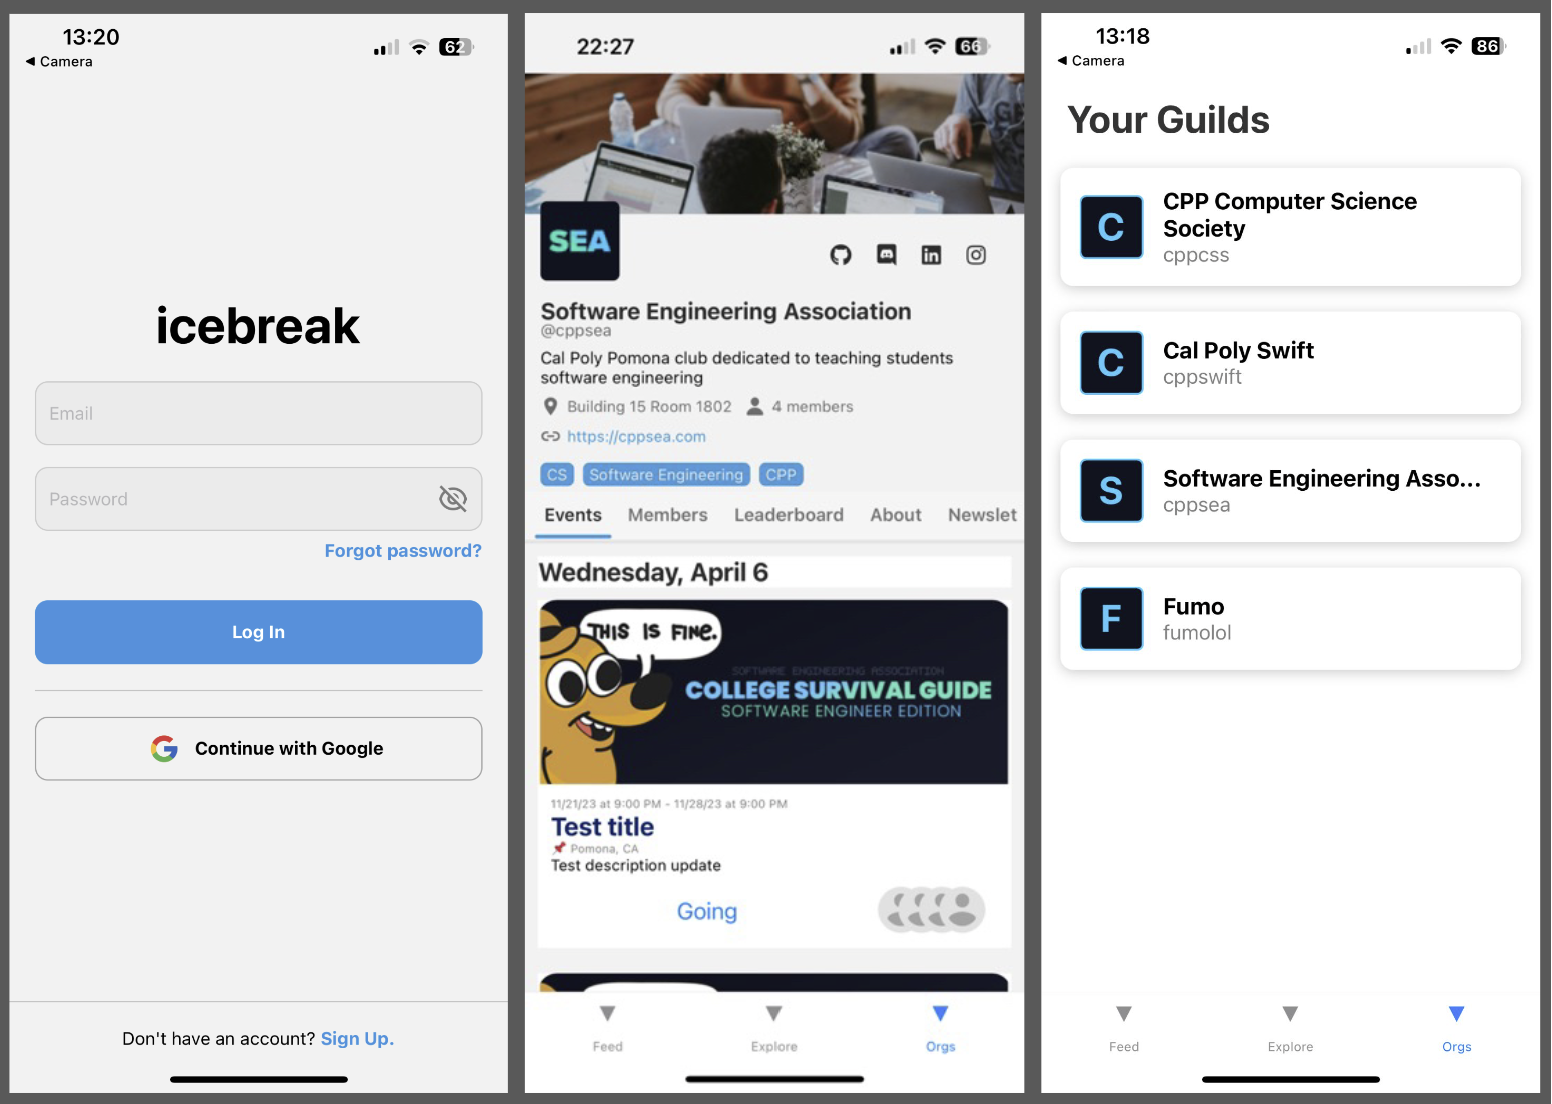 13:20
62
◀ Camera
icebreak
Email
Password
Forgot password?
Log In
Continue with Google
Don't have an account? Sign Up.
22:27
66
SEA
Software Engineering Association
@cppsea
Cal Poly Pomona club dedicated to teaching students
software engineering
Building 15 Room 1802 4 members
https://cppsea.com
CS Software Engineering CPP
Events Members Leaderboard About Newslet
Wednesday, April 6
THIS IS FINE.
SOFTWARE ENGINEERING ASSOCIATION
COLLEGE SURVIVAL GUIDE
SOFTWARE ENGINEER EDITION
11/21/23 at 9:00 PM - 11/28/23 at 9:00 PM
Test title
Pomona, CA
Test description update
Going
Feed Explore Orgs
13:18
86
◀ Camera
Your Guilds
C
CPP Computer Science
Society
cppcss
C
Cal Poly Swift
cppswift
S
Software Engineering Asso...
cppsea
F
Fumo
fumolol
Feed Explore Orgs